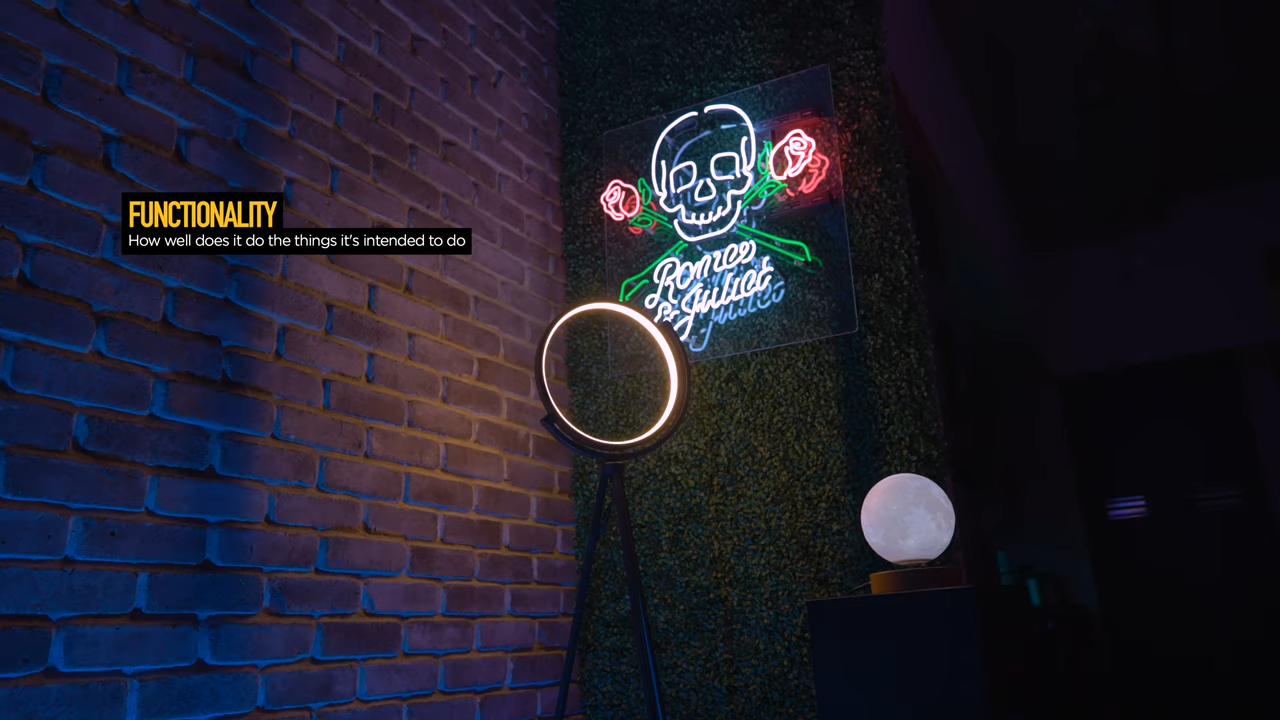 FUNCTIONALITY
How well does it do the things it's intended to do
Romeo
& Juliet